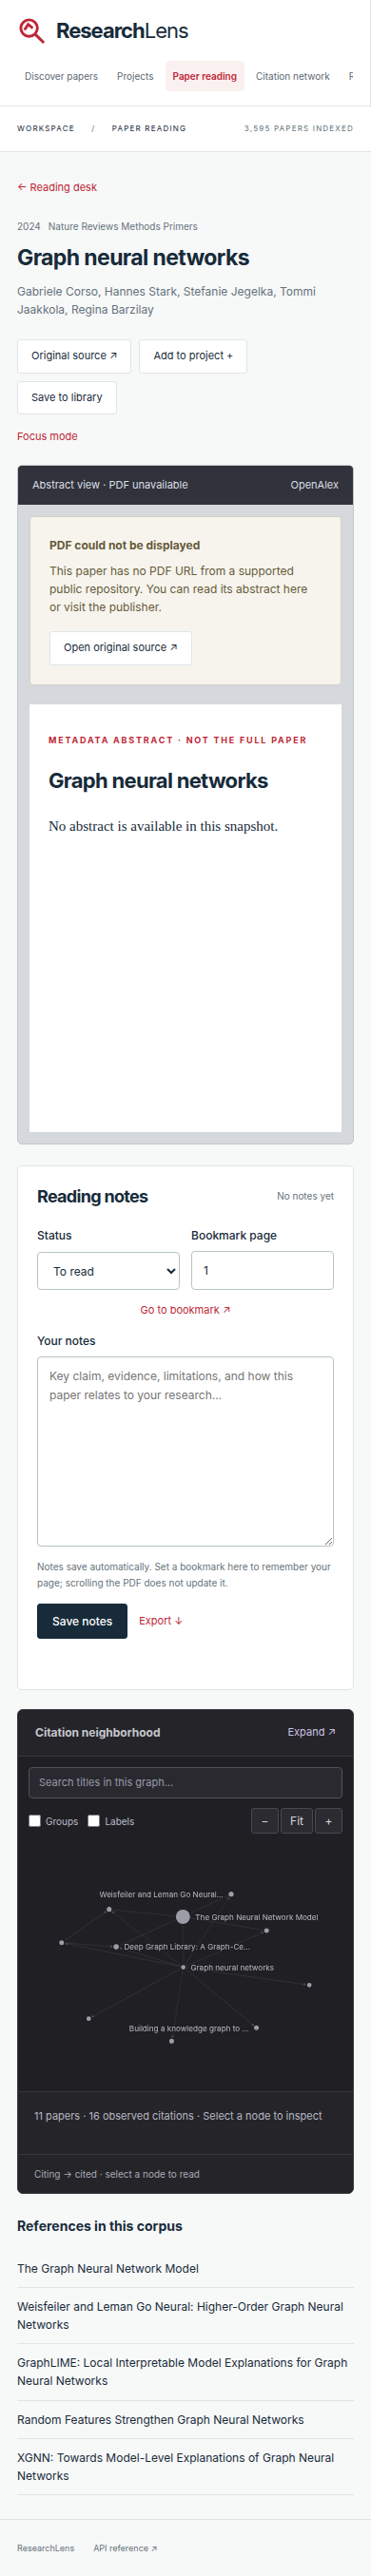 ResearchLens
Discover papers Projects Paper reading Citation network
WORKSPACE / PAPER READING 3,595 PAPERS INDEXED
← Reading desk
2024 Nature Reviews Methods Primers
Graph neural networks
Gabriele Corso, Hannes Stark, Stefanie Jegelka, Tommi
Jaakkola, Regina Barzilay
Original source ↗ Add to project +
Save to library
Focus mode
Abstract view · PDF unavailable OpenAlex
PDF could not be displayed
This paper has no PDF URL from a supported
public repository. You can read its abstract here
or visit the publisher.
Open original source ↗
METADATA ABSTRACT · NOT THE FULL PAPER
Graph neural networks
No abstract is available in this snapshot.
Reading notes No notes yet
Status Bookmark page
To read 1
Go to bookmark ↗
Your notes
Key claim, evidence, limitations, and how this
paper relates to your research...
Notes save automatically. Set a bookmark here to remember your
page; scrolling the PDF does not update it.
Save notes Export ↓
Citation neighborhood Expand ↗
Search titles in this graph...
Groups Labels − Fit +
Weisfeiler and Leman Go Neural...
The Graph Neural Network Model
Deep Graph Library: A Graph-Ce...
Graph neural networks
Building a knowledge graph to ...
11 papers · 16 observed citations · Select a node to inspect
Citing → cited · select a node to read
References in this corpus
The Graph Neural Network Model
Weisfeiler and Leman Go Neural: Higher-Order Graph Neural
Networks
GraphLIME: Local Interpretable Model Explanations for Graph
Neural Networks
Random Features Strengthen Graph Neural Networks
XGNN: Towards Model-Level Explanations of Graph Neural
Networks
ResearchLens API reference ↗